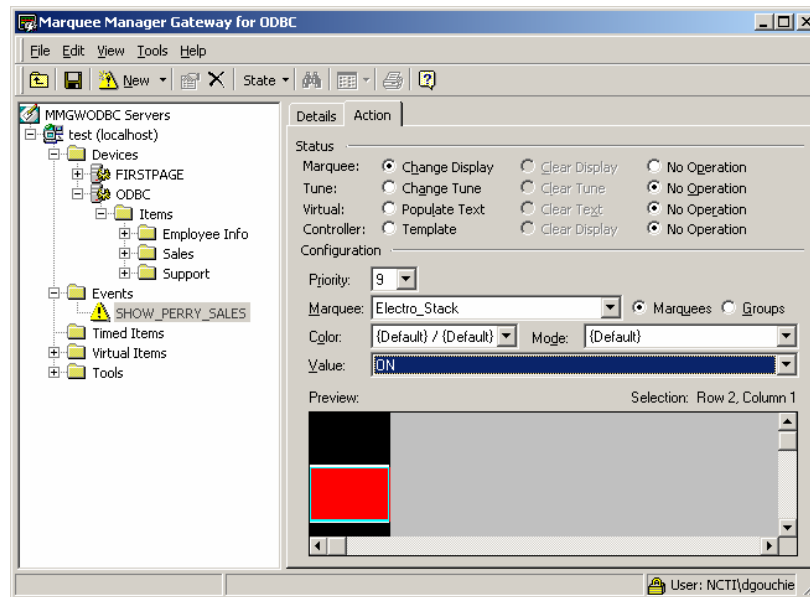 Marquee Manager Gateway for ODBC
File Edit View Tools Help
New State
MMGWODBC Servers
test (localhost)
Devices
FIRSTPAGE
ODBC
Items
Employee Info
Sales
Support
Events
SHOW_PERRY_SALES
Timed Items
Virtual Items
Tools
Details Action
Status
Marquee: Change Display Clear Display No Operation
Tune: Change Tune Clear Tune No Operation
Virtual: Populate Text Clear Text No Operation
Controller: Template Clear Display No Operation
Configuration
Priority: 9
Marquee: Electro_Stack Marquees Groups
Color: {Default} / {Default} Mode: {Default}
Value: ON
Preview: Selection: Row 2, Column 1
User: NCTI\dgouchie